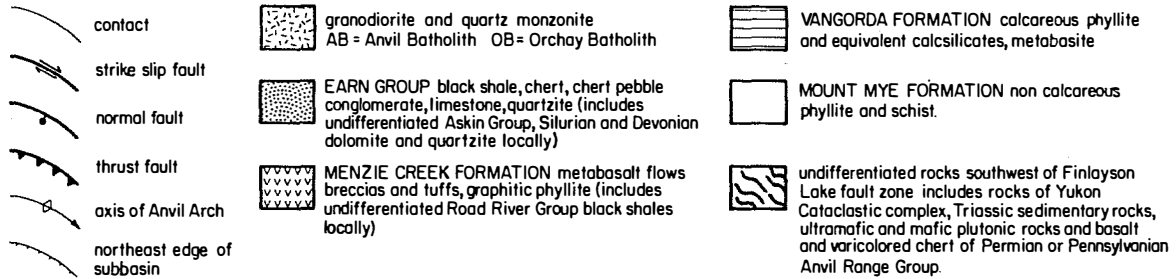 contact
strike slip fault
normal fault
thrust fault
axis of Anvil Arch
northeast edge of
subbasin
granodiorite and quartz monzonite
AB = Anvil Batholith OB = Orchay Batholith
EARN GROUP black shale, chert, chert pebble
conglomerate, limestone, quartzite (includes
undifferentiated Askin Group, Silurian and Devonian
dolomite and quartzite locally)
MENZIE CREEK FORMATION metabasalt flows
breccias and tuffs, graphitic phyllite (includes
undifferentiated Road River Group black shales
locally)
VANGORDA FORMATION calcareous phyllite
and equivalent calcsilicates, metabasite
MOUNT MYE FORMATION non calcareous
phyllite and schist.
undifferentiated rocks southwest of Finlayson
Lake fault zone includes rocks of Yukon
Cataclastic complex, Triassic sedimentary rocks,
ultramafic and mafic plutonic rocks and basalt
and varicolored chert of Permian or Pennsylvanian
Anvil Range Group.